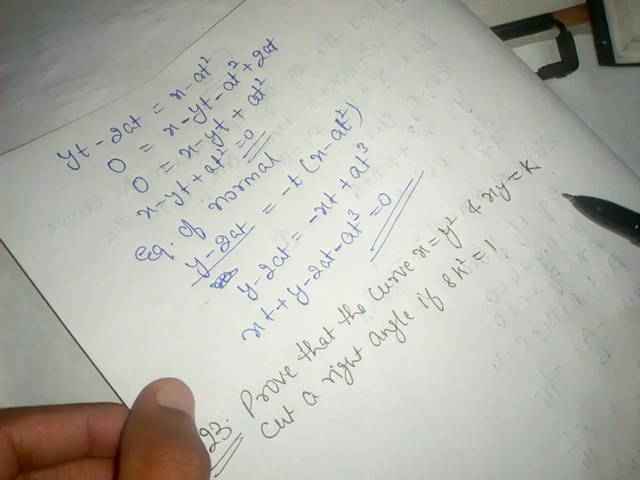 yt - 2at = x - at²
0 = x - yt - at² + 2at
0 = x - yt + at²
x - yt + at² = 0
Eq. of normal
y - 2at = -t (x - at²)
y - 2at = -xt + at³
xt + y - 2at - at³ = 0
23. Prove that the curve x = y² & xy = K
cut a right angle if 8K² = 1